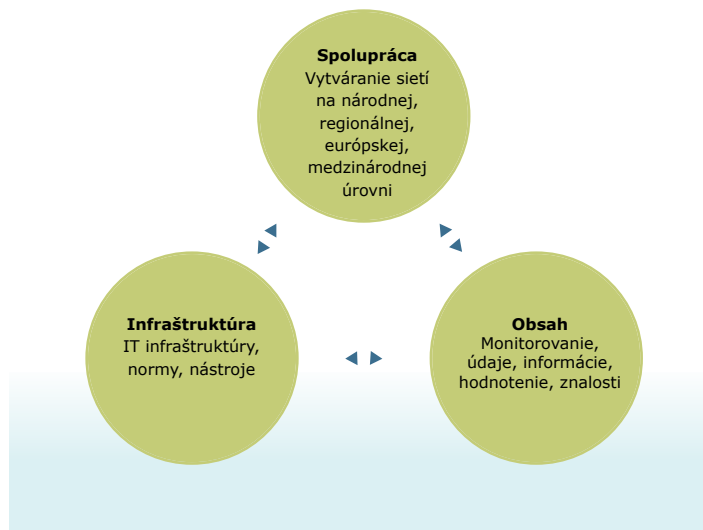 Spolupráca
Vytváranie sietí
na národnej,
regionálnej,
európskej,
medzinárodnej
úrovni
Infraštruktúra
IT infraštruktúry,
normy, nástroje
Obsah
Monitorovanie,
údaje, informácie,
hodnotenie, znalosti